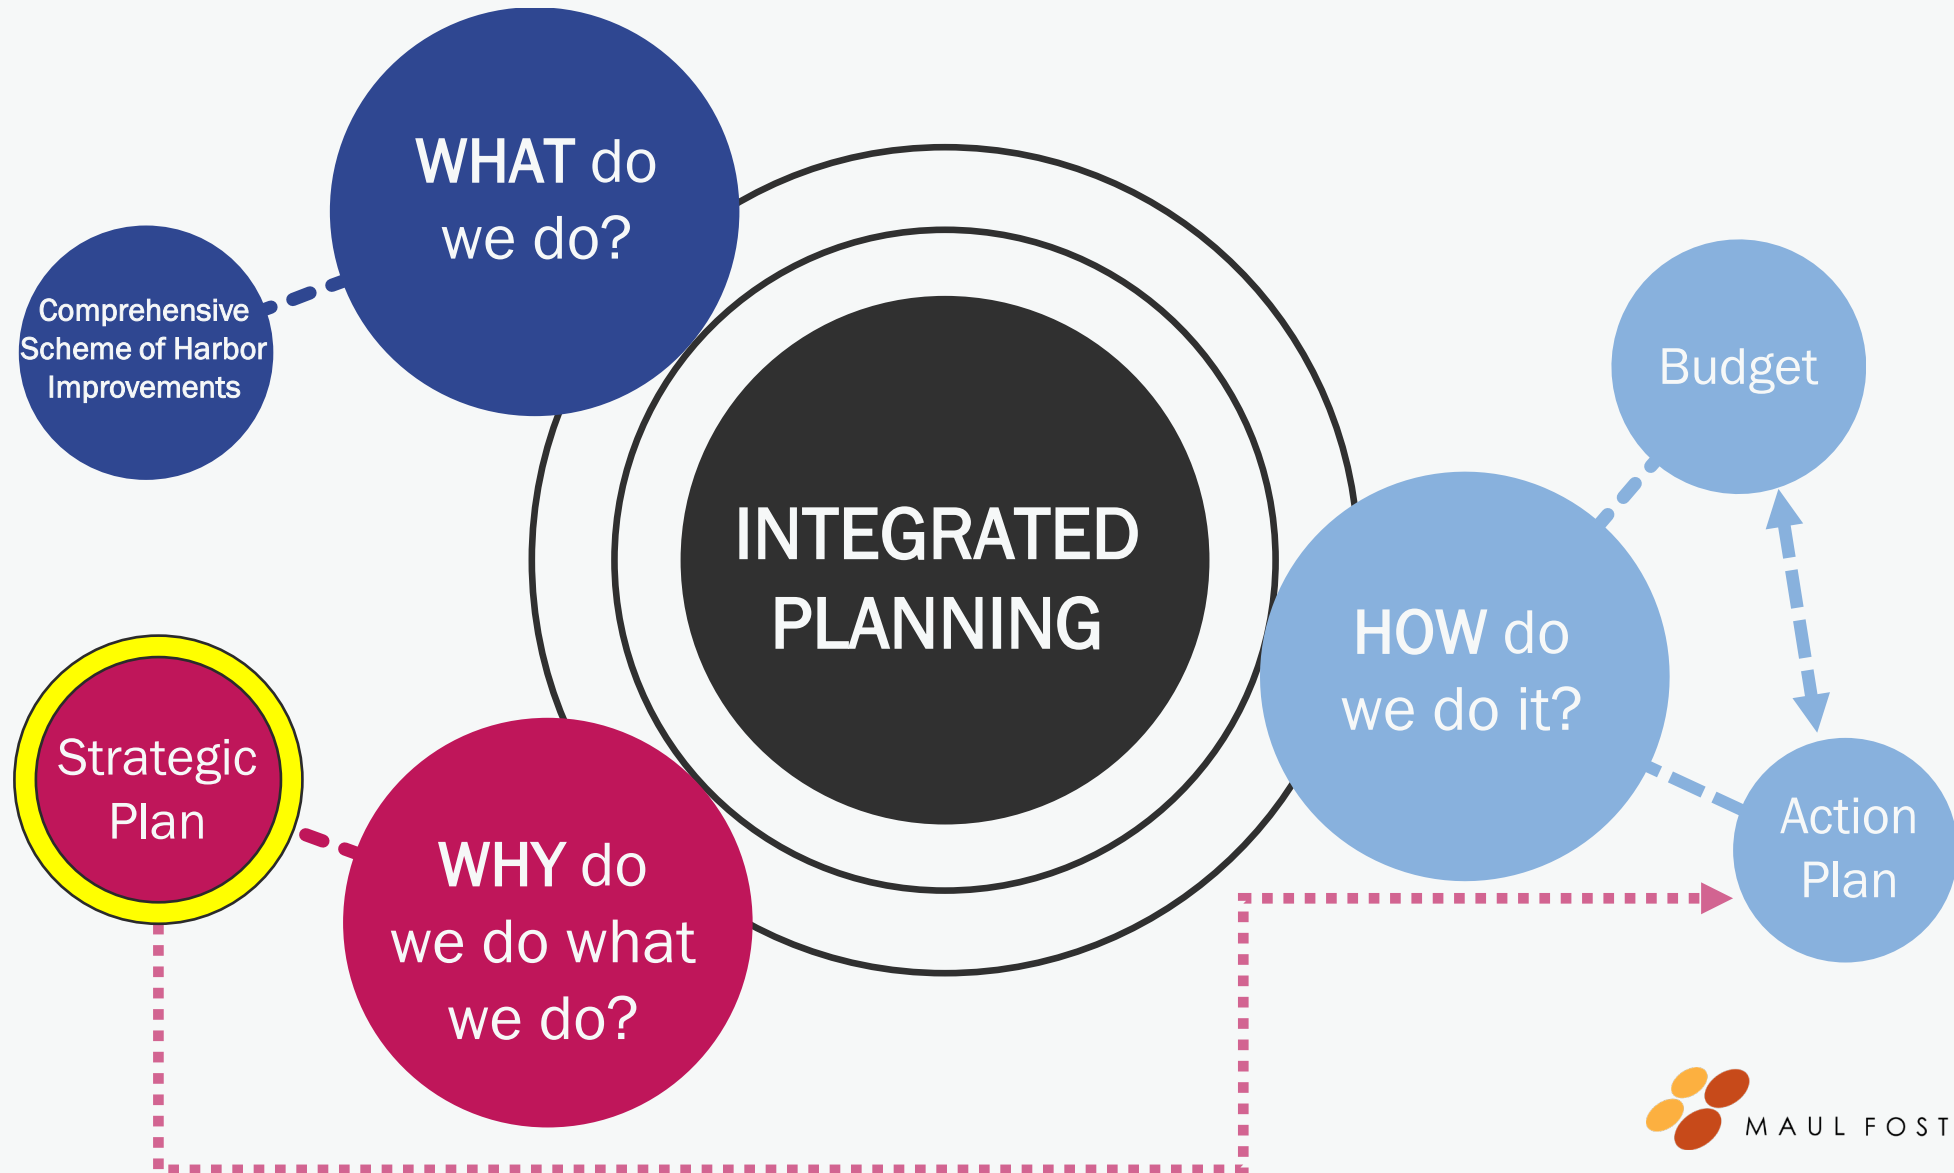 WHAT do
we do?
Comprehensive
Scheme of Harbor
Improvements
INTEGRATED
PLANNING
Strategic
Plan
WHY do
we do what
we do?
Budget
HOW do
we do it?
Action
Plan
MAUL FOST